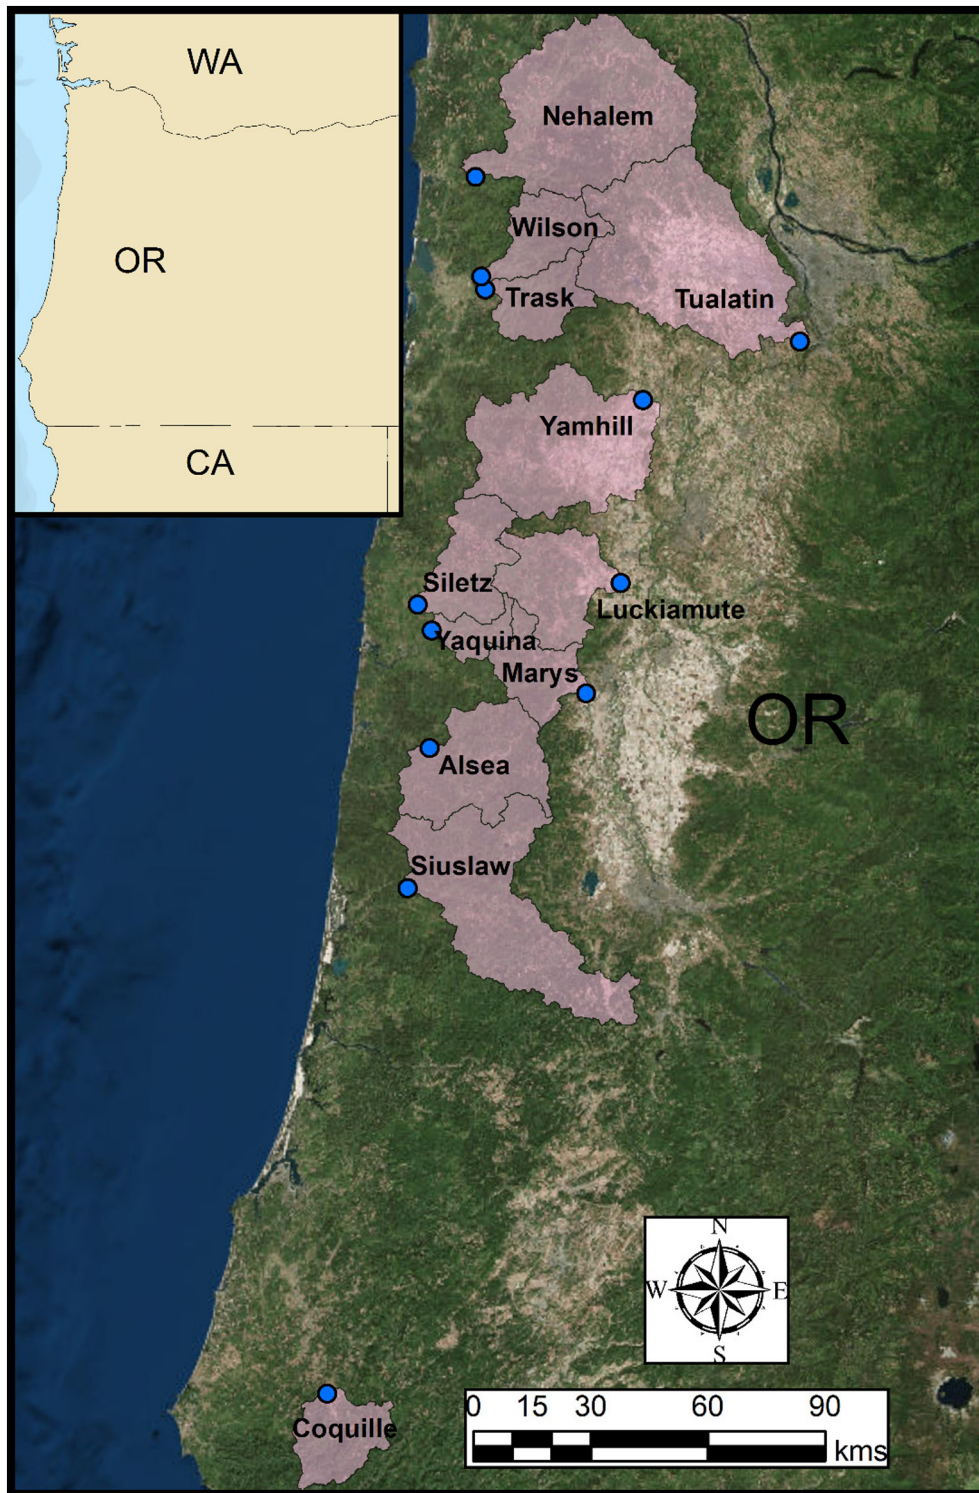 WA
OR
CA
Nehalem
Wilson
Trask
Tualatin
Yamhill
Siletz
Luckiamute
Yaquina
Marys
OR
Alsea
Siuslaw
N
W E
S
Coquille
0 15 30 60 90
kms